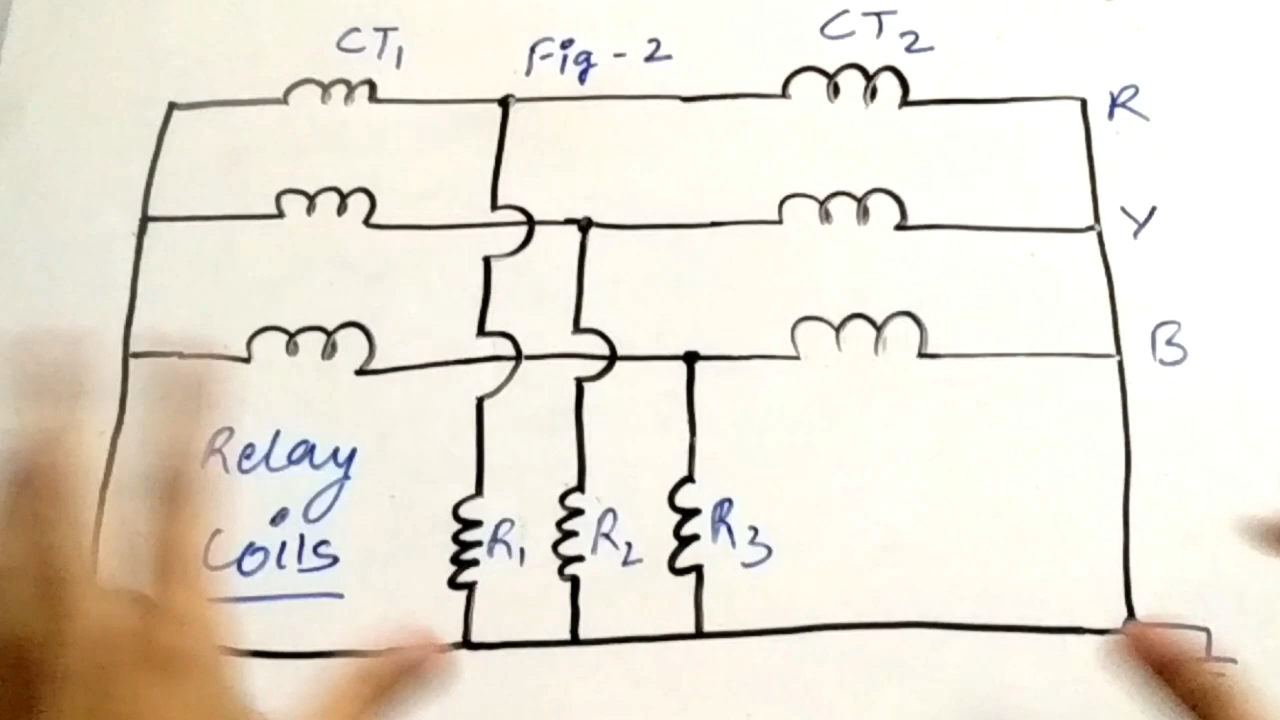 CT1 Fig-2 CT2
R
Y
B
Relay
Coils
R1 R2 R3